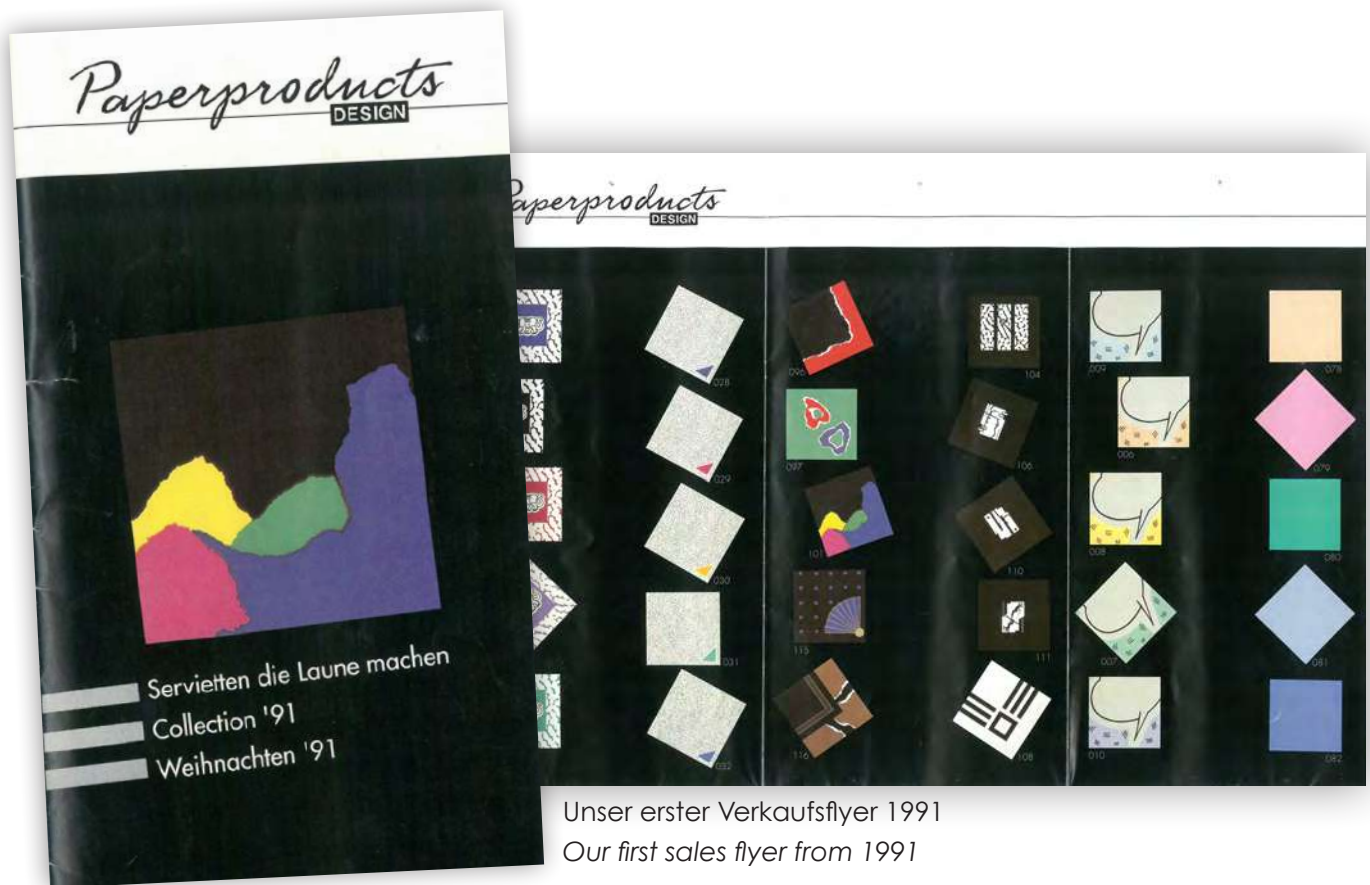 Paperproducts
DESIGN
Servietten die Laune machen
Collection '91
Weihnachten '91
Paperproducts
DESIGN
028
029
030
031
032
096
097
101
115
116
104
106
110
111
108
009
006
008
007
010
078
079
080
081
082
Unser erster Verkaufsflyer 1991
Our first sales flyer from 1991